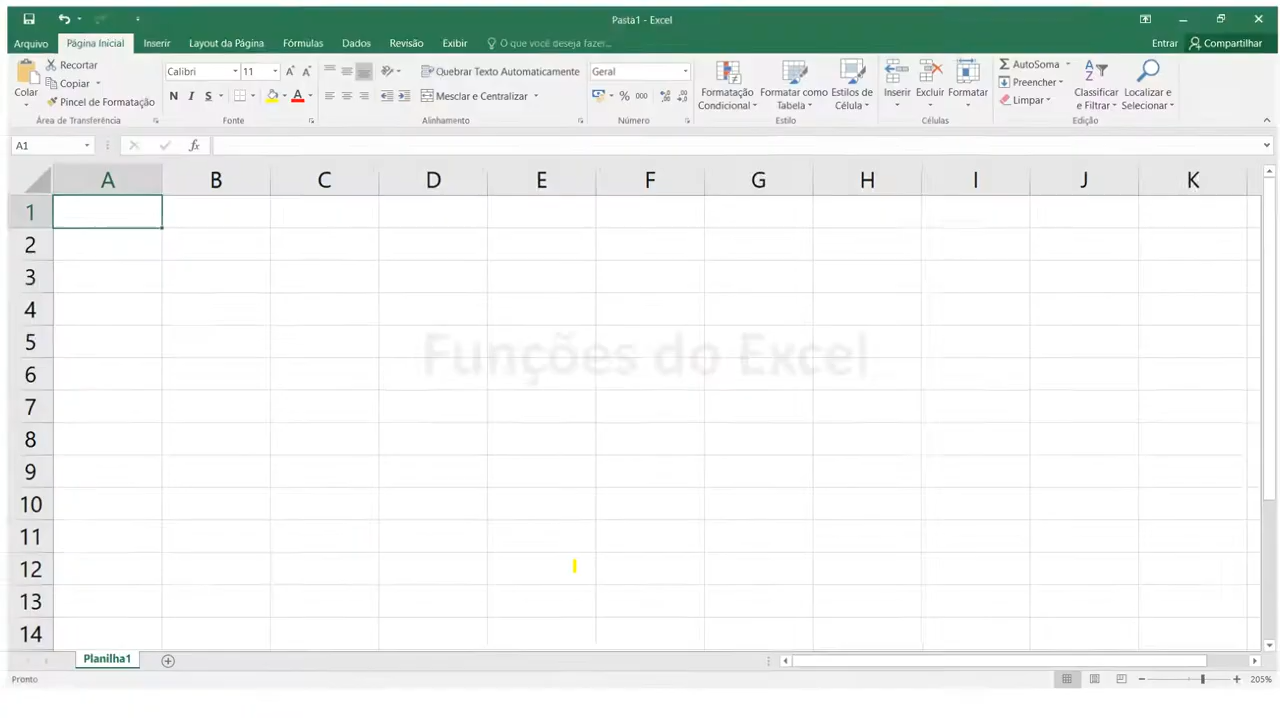 Pasta1 - Excel
Arquivo Página Inicial Inserir Layout da Página Fórmulas Dados Revisão Exibir O que você deseja fazer... Entrar Compartilhar
Colar
Recortar
Copiar
Pincel de Formatação
Área de Transferência
Calibri 11
N I S
Fonte
Quebrar Texto Automaticamente
Mesclar e Centralizar
Alinhamento
Geral
% 000
Número
Formatação Condicional
Formatar como Tabela
Estilos de Célula
Estilo
Inserir
Excluir
Formatar
Células
AutoSoma
Preencher
Limpar
Classificar e Filtrar
Localizar e Selecionar
Edição
A1 fx
A B C D E F G H I J K
1
2
3
4
5
Funções do Excel
6
7
8
9
10
11
12
13
14
Planilha1
Pronto 205%